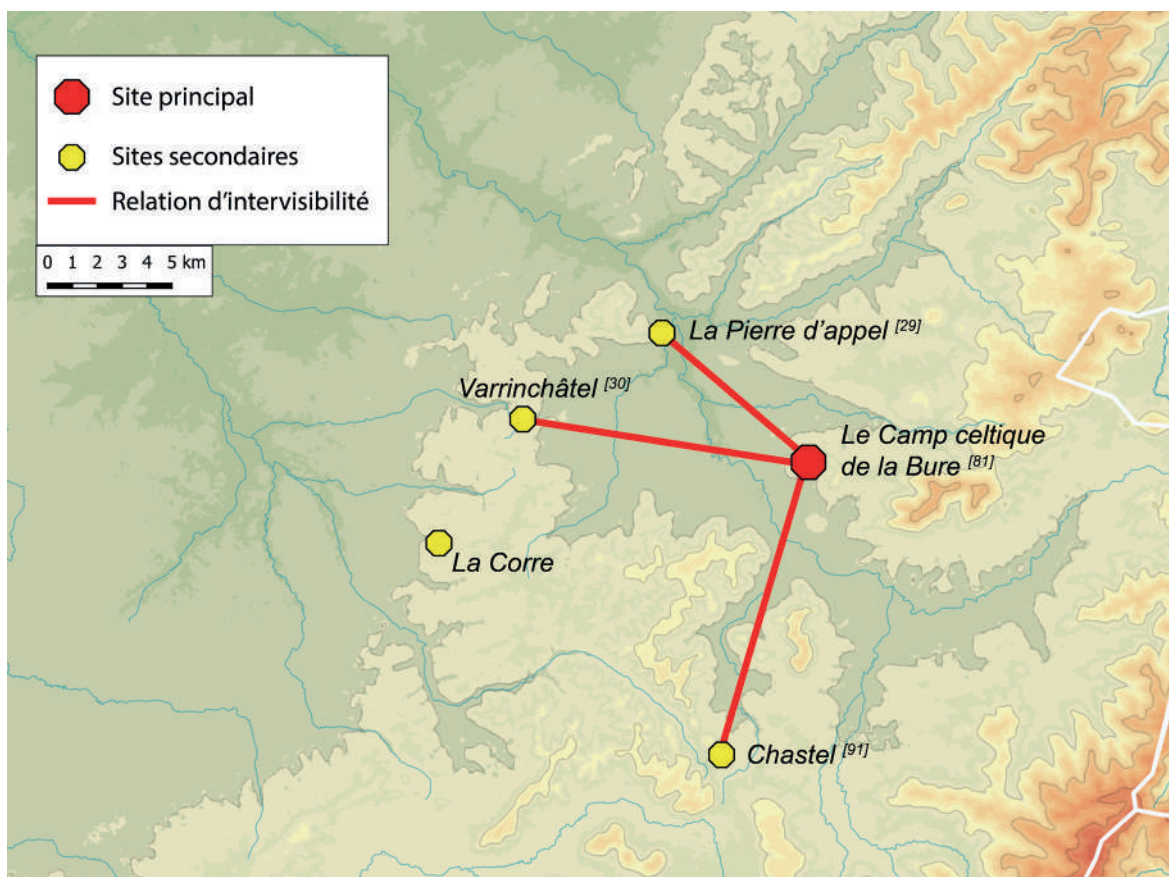 Site principal
Sites secondaires
Relation d'intervisibilité
0 1 2 3 4 5 km
La Pierre d'appel [29]
Varrinchâtel [30]
Le Camp celtique
de la Bure [81]
La Corre
Chastel [91]